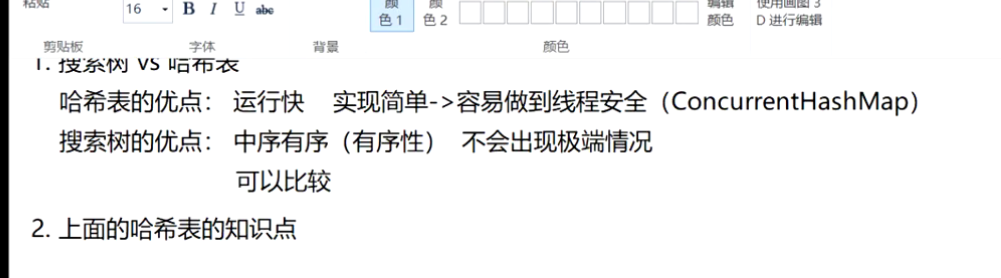 粘贴 16 B I U abc 颜 颜 编辑 使用画图 3
色 1 色 2 颜色 D 进行编辑
剪贴板 字体 背景 颜色
1. 搜索树 VS 哈希表
哈希表的优点： 运行快 实现简单->容易做到线程安全（ConcurrentHashMap）
搜索树的优点： 中序有序（有序性） 不会出现极端情况
可以比较
2. 上面的哈希表的知识点